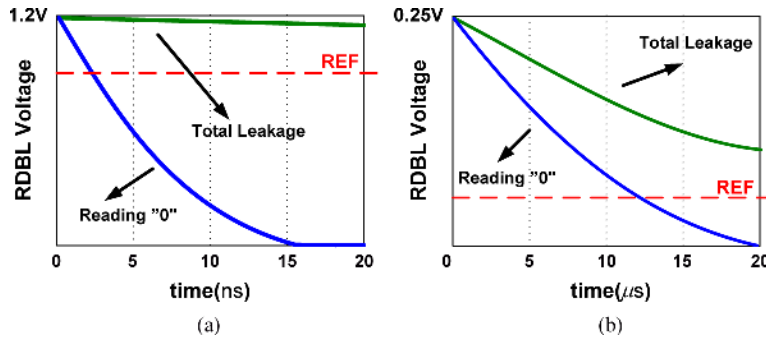 1.2V
RDBL Voltage
REF
Total Leakage
Reading ”0"
0 5 10 15 20
time(ns)
(a)
0.25V
RDBL Voltage
Total Leakage
Reading ”0"
REF
0 5 10 15 20
time(μs)
(b)